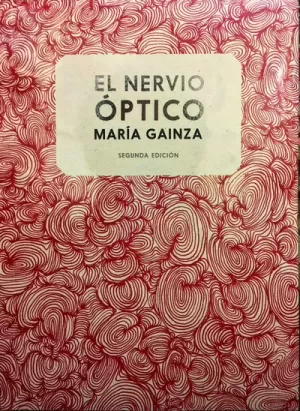 EL NERVIO
ÓPTICO
MARÍA GAINZA
SEGUNDA EDICIÓN